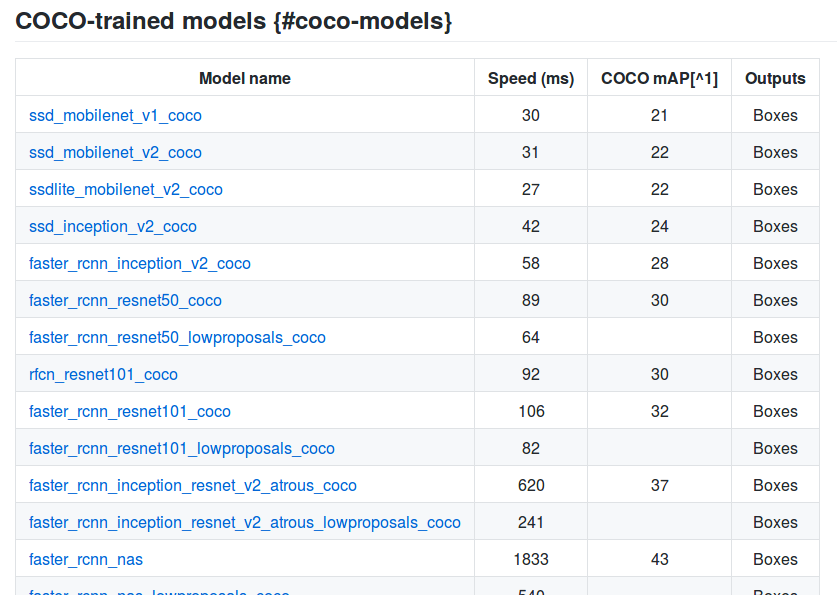 COCO-trained models {#coco-models}
Model name Speed (ms) COCO mAP[^1] Outputs
ssd_mobilenet_v1_coco 30 21 Boxes
ssd_mobilenet_v2_coco 31 22 Boxes
ssdlite_mobilenet_v2_coco 27 22 Boxes
ssd_inception_v2_coco 42 24 Boxes
faster_rcnn_inception_v2_coco 58 28 Boxes
faster_rcnn_resnet50_coco 89 30 Boxes
faster_rcnn_resnet50_lowproposals_coco 64 Boxes
rfcn_resnet101_coco 92 30 Boxes
faster_rcnn_resnet101_coco 106 32 Boxes
faster_rcnn_resnet101_lowproposals_coco 82 Boxes
faster_rcnn_inception_resnet_v2_atrous_coco 620 37 Boxes
faster_rcnn_inception_resnet_v2_atrous_lowproposals_coco 241 Boxes
faster_rcnn_nas 1833 43 Boxes
faster_rcnn_nas_lowproposals_coco 540 Boxes